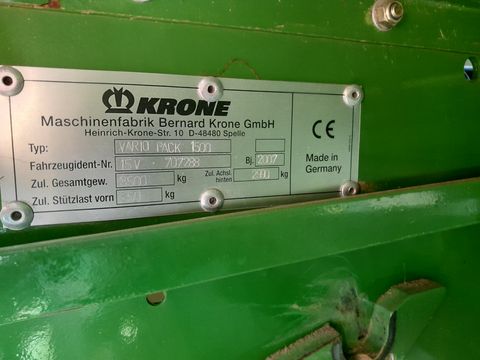 KRONE
Maschinenfabrik Bernard Krone GmbH
Heinrich-Krone-Str. 10 D-48480 Spelle
Typ: VARIO PACK 1500
Fahrzeugident-Nr. Bj. 2007
Zul. Gesamtgew. kg Zul. Achsl. hinten kg
Zul. Stützlast vorn kg
CE
Made in
Germany